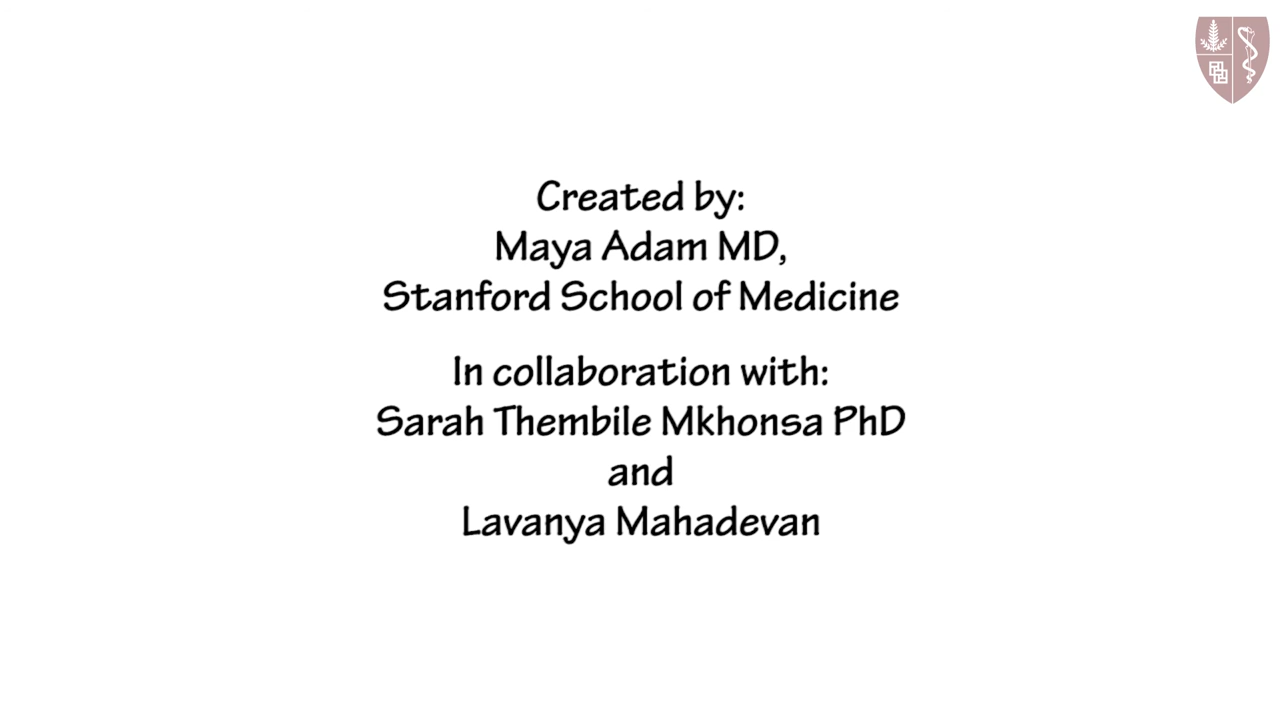 Created by:
Maya Adam MD,
Stanford School of Medicine
In collaboration with:
Sarah Thembile Mkhonsa PhD
and
Lavanya Mahadevan